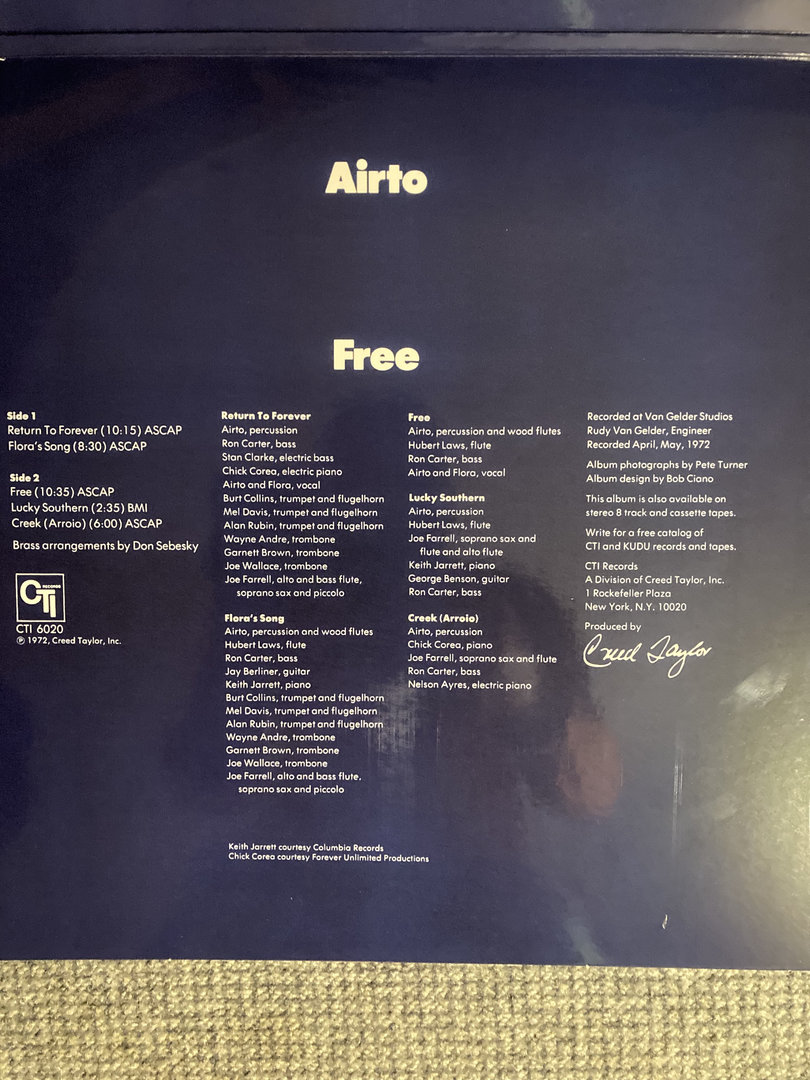 Airto
Free
Side 1
Return To Forever (10:15) ASCAP
Flora's Song (8:30) ASCAP
Side 2
Free (10:35) ASCAP
Lucky Southern (2:35) BMI
Creek (Arroio) (6:00) ASCAP
Brass arrangements by Don Sebesky
CTI RECORDS
CTI 6020
℗ 1972, Creed Taylor, Inc.
Return To Forever
Airto, percussion
Ron Carter, bass
Stan Clarke, electric bass
Chick Corea, electric piano
Airto and Flora, vocal
Burt Collins, trumpet and flugelhorn
Mel Davis, trumpet and flugelhorn
Alan Rubin, trumpet and flugelhorn
Wayne Andre, trombone
Garnett Brown, trombone
Joe Wallace, trombone
Joe Farrell, alto and bass flute,
soprano sax and piccolo
Flora's Song
Airto, percussion and wood flutes
Hubert Laws, flute
Ron Carter, bass
Jay Berliner, guitar
Keith Jarrett, piano
Burt Collins, trumpet and flugelhorn
Mel Davis, trumpet and flugelhorn
Alan Rubin, trumpet and flugelhorn
Wayne Andre, trombone
Garnett Brown, trombone
Joe Wallace, trombone
Joe Farrell, alto and bass flute.
soprano sax and piccolo
Keith Jarrett courtesy Columbia Records
Chick Corea courtesy Forever Unlimited Productions
Free
Airto, percussion and wood flutes
Hubert Laws, flute
Ron Carter, bass
Airto and Flora, vocal
Lucky Southern
Airto, percussion
Hubert Laws, flute
Joe Farrell, soprano sax and
flute and alto flute
Keith Jarrett, piano
George Benson, guitar
Ron Carter, bass
Creek (Arroio)
Airto, percussion
Chick Corea, piano
Joe Farrell, soprano sax and flute
Ron Carter, bass
Nelson Ayres, electric piano
Recorded at Van Gelder Studios
Rudy Van Gelder, Engineer
Recorded April, May, 1972
Album photographs by Pete Turner
Album design by Bob Ciano
This album is also available on
stereo 8 track and cassette tapes.
Write for a free catalog of
CTI and KUDU records and tapes.
CTI Records
A Division of Creed Taylor, Inc.
1 Rockefeller Plaza
New York, N.Y. 10020
Produced by
Creed Taylor